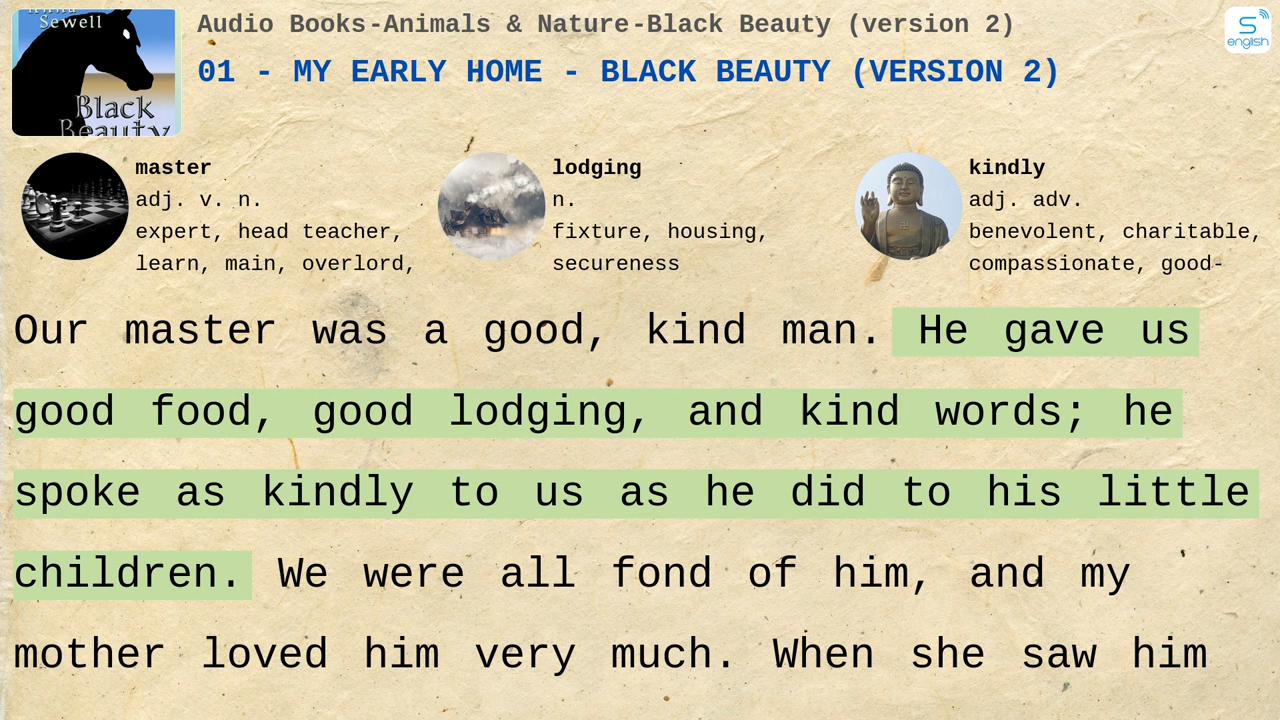 Anna
Sewell
Black
Beauty
Audio Books-Animals & Nature-Black Beauty (version 2)
01 - MY EARLY HOME - BLACK BEAUTY (VERSION 2)
S
english
master
adj. v. n.
expert, head teacher,
learn, main, overlord,
lodging
n.
fixture, housing,
secureness
kindly
adj. adv.
benevolent, charitable,
compassionate, good-
Our master was a good, kind man. He gave us
good food, good lodging, and kind words; he
spoke as kindly to us as he did to his little
children. We were all fond of him, and my
mother loved him very much. When she saw him